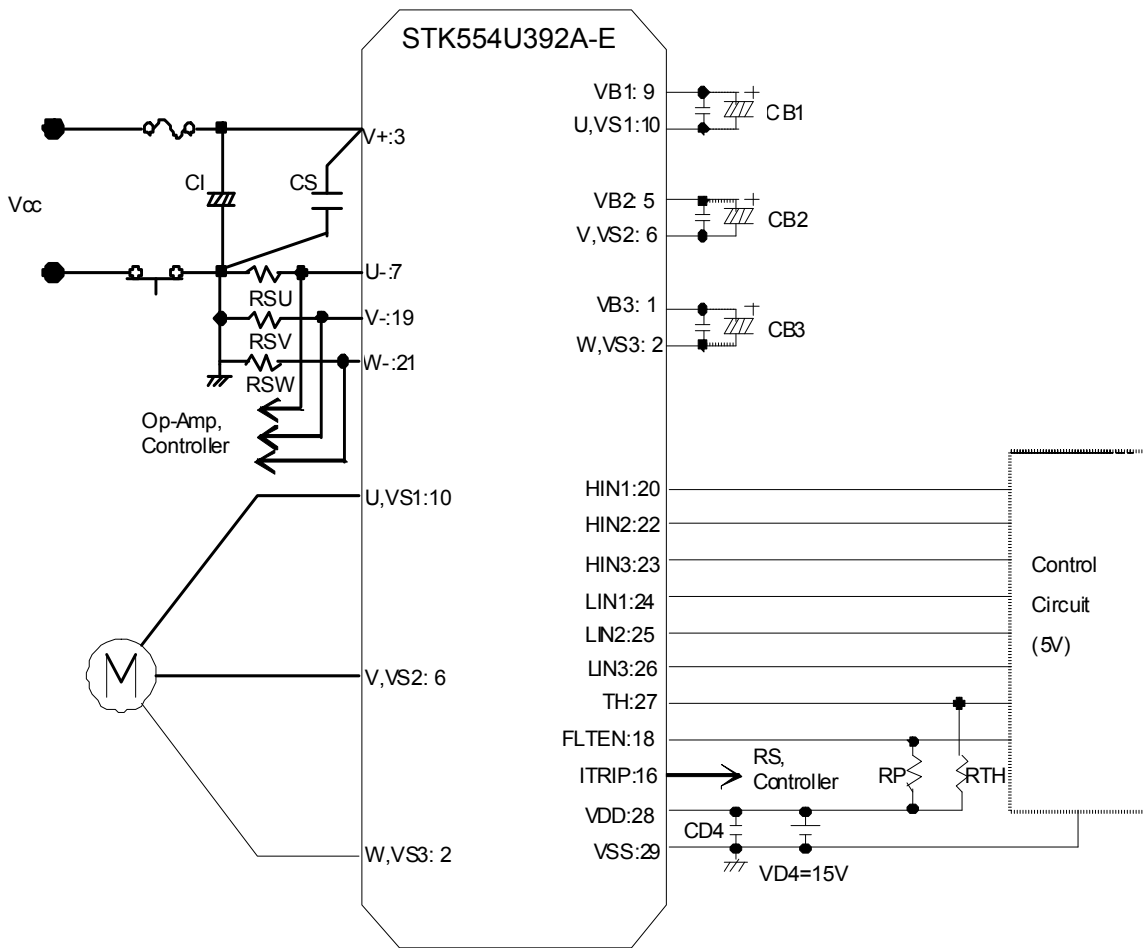 STK554U392A-E
V+:3
CI
CS
Vcc
U-:7
RSU
V-:19
RSV
W-:21
RSW
Op-Amp,
Controller
U,VS1:10
M
V,VS2: 6
W,VS3: 2
VB1: 9
+
CB1
U,VS1:10
VB2: 5
+
CB2
V,VS2: 6
VB3: 1
+
CB3
W,VS3: 2
HIN1:20
HIN2:22
HIN3:23
LIN1:24
LIN2:25
LIN3:26
TH:27
FLTEN:18
ITRIP:16
RS,
Controller
RP
RTH
VDD:28
CD4
VSS:29
VD4=15V
Control
Circuit
(5V)